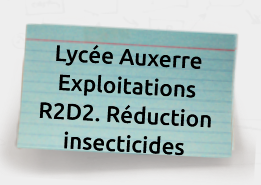 Lycée Auxerre
Exploitations
R2D2. Réduction
insecticides